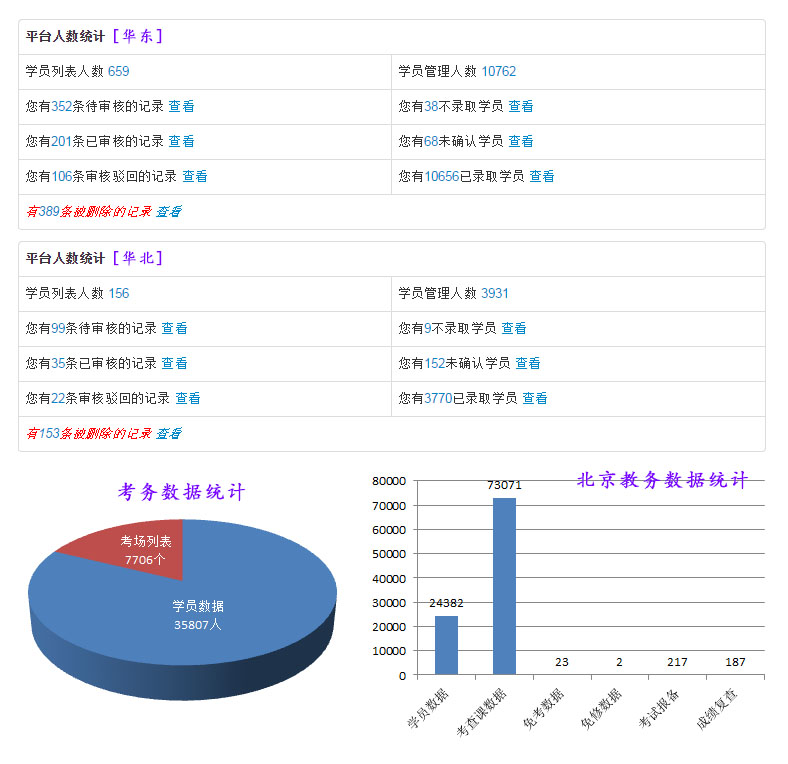 平台人数统计 [华东]
学员列表人数 659
学员管理人数 10762
您有352条待审核的记录 查看
您有38不录取学员 查看
您有201条已审核的记录 查看
您有68未确认学员 查看
您有106条审核驳回的记录 查看
您有10656已录取学员 查看
有389条被删除的记录 查看
平台人数统计 [华北]
学员列表人数 156
学员管理人数 3931
您有99条待审核的记录 查看
您有9不录取学员 查看
您有35条已审核的记录 查看
您有152未确认学员 查看
您有22条审核驳回的记录 查看
您有3770已录取学员 查看
有153条被删除的记录 查看
考务数据统计
考场列表
7706个
学员数据
35807人
北京教务数据统计
80000
70000
60000
50000
40000
30000
20000
10000
0
24382
73071
23
2
217
187
学员数据
考查课数据
免考数据
免修数据
考试报备
成绩复查